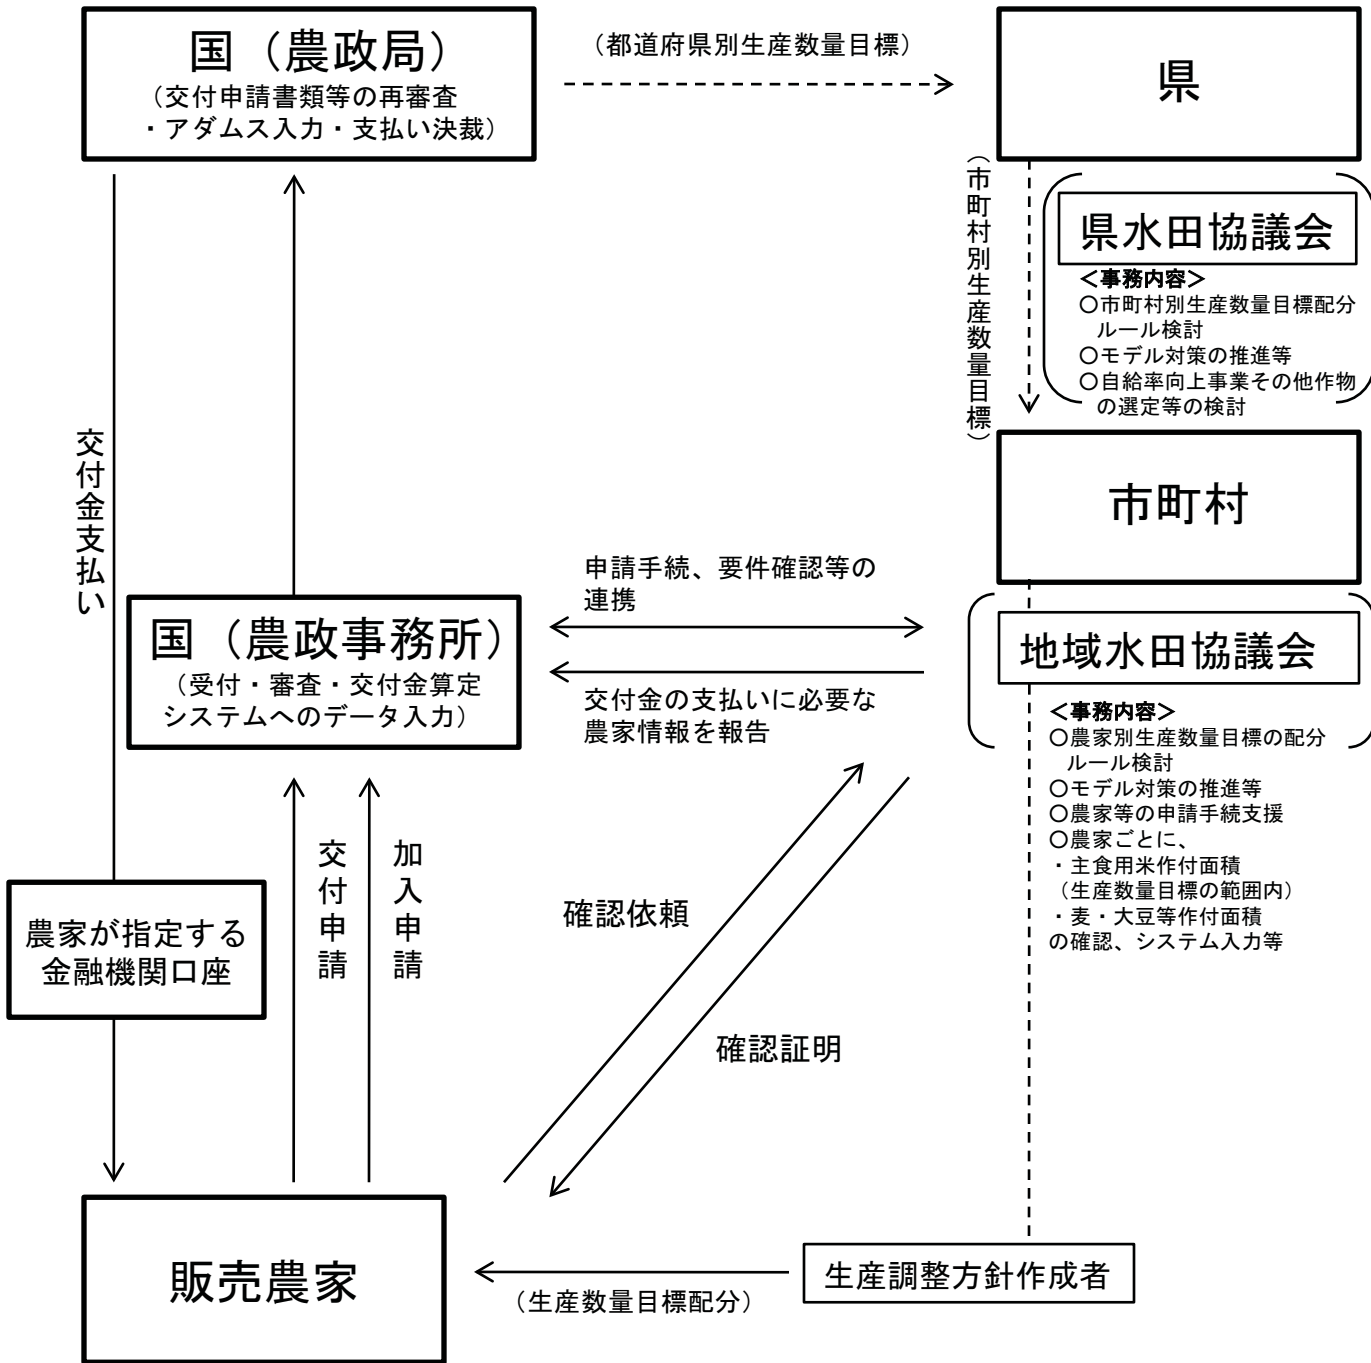 国（農政局）
（交付申請書類等の再審査
・アダムス入力・支払い決裁）
（都道府県別生産数量目標）
県
（市町村別生産数量目標）
県水田協議会
＜事務内容＞
○市町村別生産数量目標配分
ルール検討
○モデル対策の推進等
○自給率向上事業その他作物
の選定等の検討
市町村
交付金支払い
申請手続、要件確認等の
連携
国（農政事務所）
（受付・審査・交付金算定
システムへのデータ入力）
交付金の支払いに必要な
農家情報を報告
地域水田協議会
＜事務内容＞
○農家別生産数量目標の配分
ルール検討
○モデル対策の推進等
○農家等の申請手続支援
○農家ごとに、
・主食用米作付面積
（生産数量目標の範囲内）
・麦・大豆等作付面積
の確認、システム入力等
農家が指定する
金融機関口座
交付申請
加入申請
確認依頼
確認証明
販売農家
（生産数量目標配分）
生産調整方針作成者